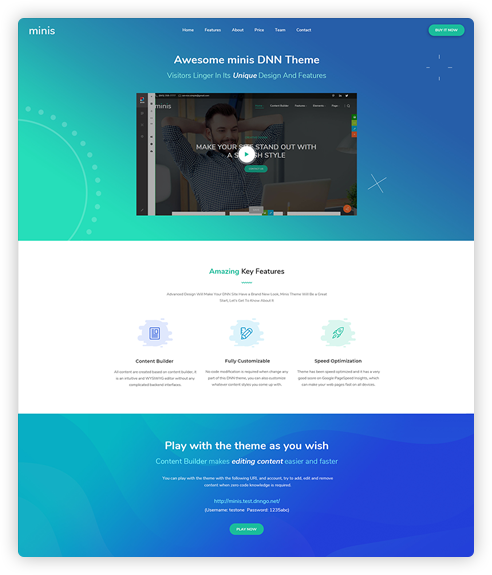 minis
Home Features About Price Team Contact
BUY IT NOW
Awesome minis DNN Theme
Visitors Linger In Its Unique Design And Features
minis
MAKE YOUR SITE STAND OUT WITH
A STYLISH STYLE
Amazing Key Features
Advanced Design Will Make Your DNN Site Have a Brand New Look, Minis Theme Will Be a Great
Start, Let's Get To Know About it
Content Builder
Fully Customizable
Speed Optimization
All content are created based on content builder, it
is an intuitive and WYSIWYG editor without any
complicated backend interfaces.
No code modification is required when change any
part of this DNN theme, you can also customize
whatever content styles you come up with.
Theme has been speed optimized and it has a very
good score on Google PageSpeed Insights, which
can make your web pages fast on all devices.
Play with the theme as you wish
Content Builder makes editing content easier and faster
You can play with the theme with the following URL and account, try to add, edit and remove
content when zero code knowledge is required.
http://minis.test.dnngo.net/
(Username: testone Password: 1235abc)
PLAY NOW